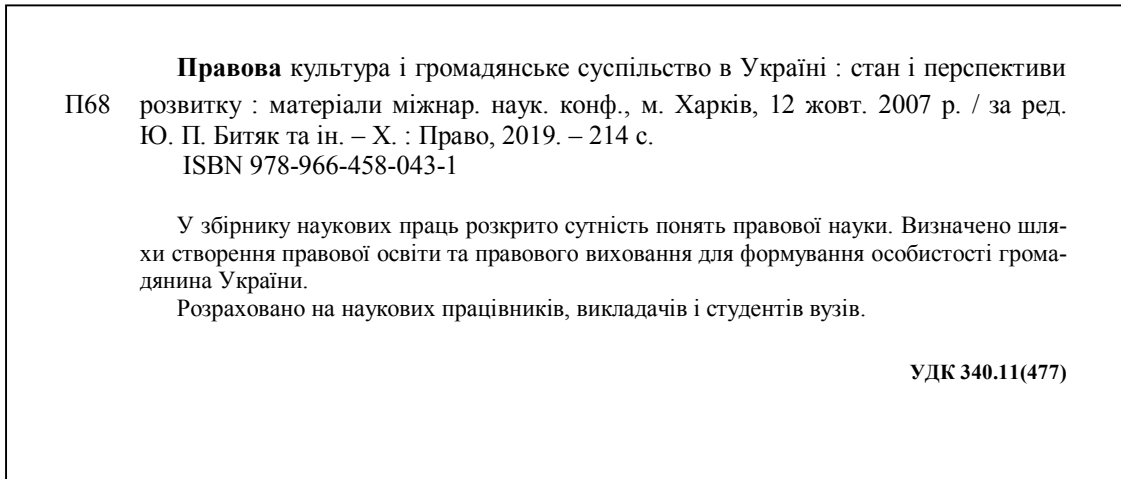 Правова культура і громадянське суспільство в Україні : стан і перспективи
П68 розвитку : матеріали міжнар. наук. конф., м. Харків, 12 жовт. 2007 р. / за ред.
Ю. П. Битяк та ін. – Х. : Право, 2019. – 214 с.
ISBN 978-966-458-043-1
У збірнику наукових праць розкрито сутність понять правової науки. Визначено шля-
хи створення правової освіти та правового виховання для формування особистості грома-
дянина України.
Розраховано на наукових працівників, викладачів і студентів вузів.
УДК 340.11(477)